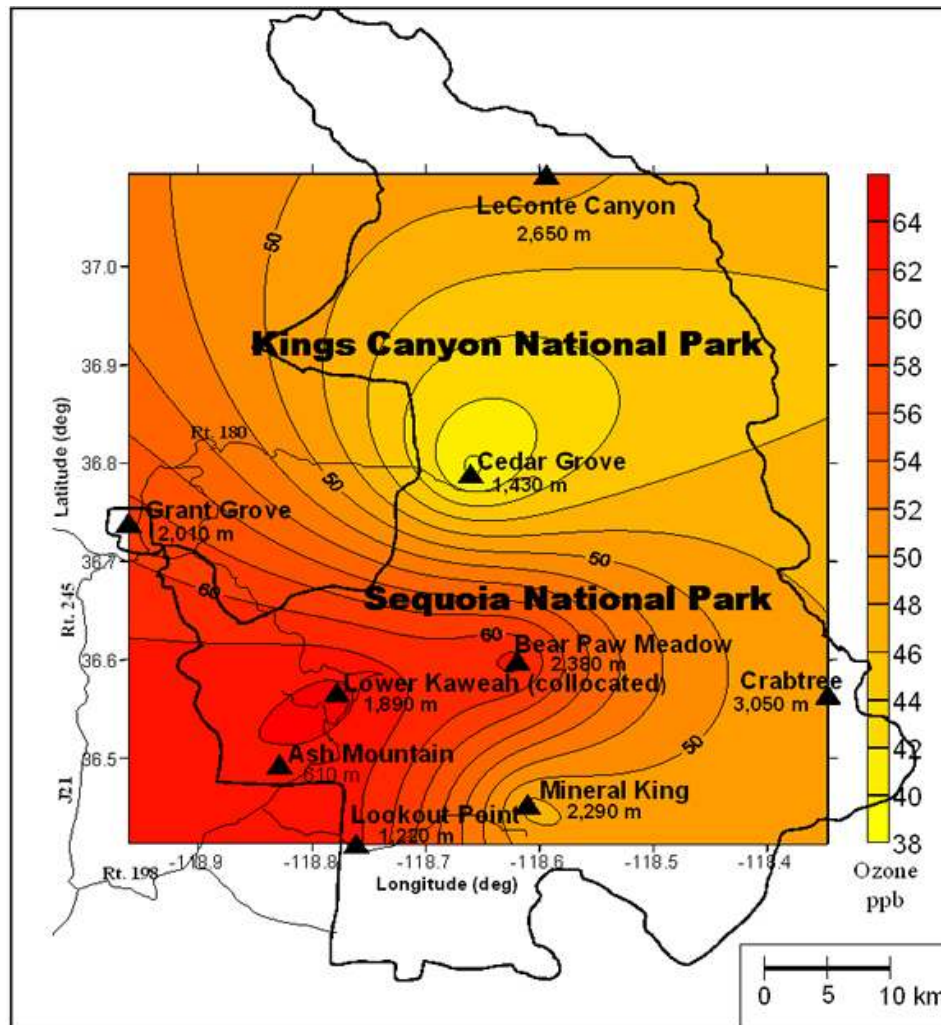 LeConte Canyon
2,650 m
50
37.0
Kings Canyon National Park
36.9
Rt. 180
36.8
Cedar Grove
1,430 m
50
Grant Grove
2,010 m
36.7
50
60
Sequoia National Park
60
Bear Paw Meadow
2,380 m
36.6
Lower Kaweah (collocated)
1,890 m
Crabtree
3,050 m
Ash Mountain
610 m
36.5
50
Mineral King
2,290 m
Lookout Point
1,220 m
-118.9
-118.8
-118.7
-118.6
-118.5
-118.4
Longitude (deg)
Latitude (deg)
Rt. 245
J21
Rt. 198
64
62
60
58
56
54
52
50
48
46
44
42
40
38
Ozone
ppb
0 5 10 km